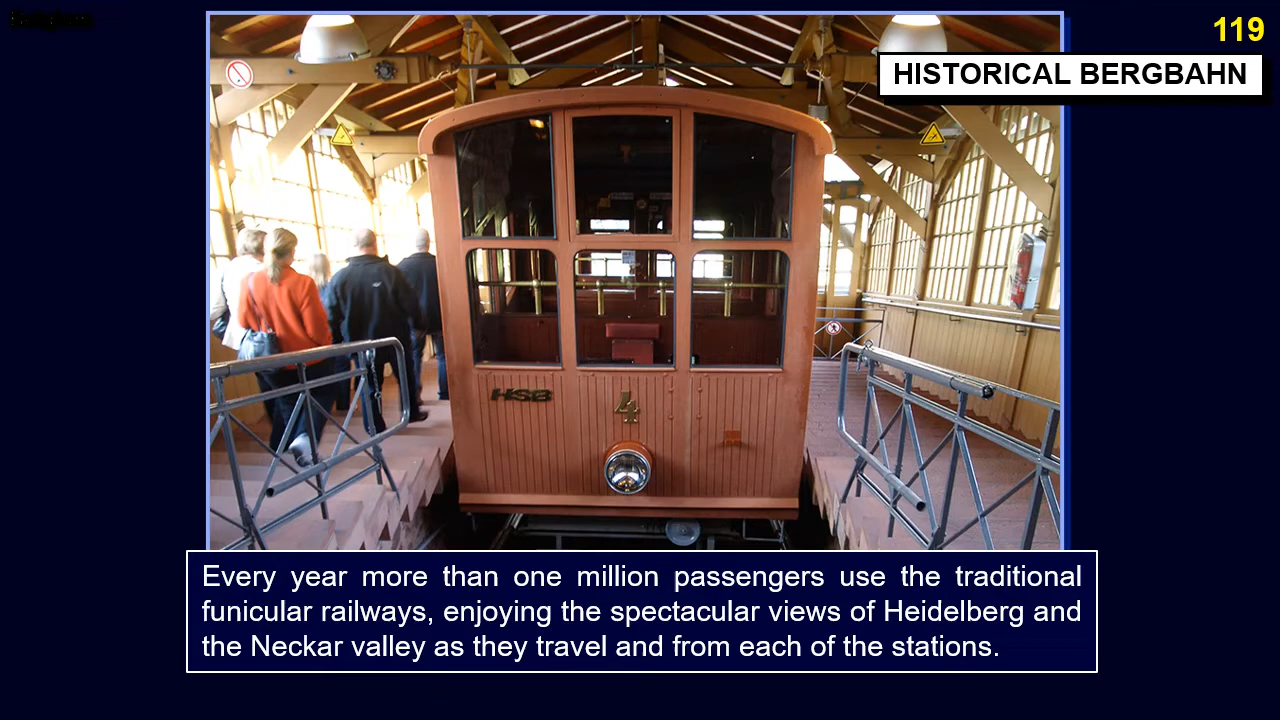 119
HISTORICAL BERGBAHN
HSB
4
Every year more than one million passengers use the traditional
funicular railways, enjoying the spectacular views of Heidelberg and
the Neckar valley as they travel and from each of the stations.